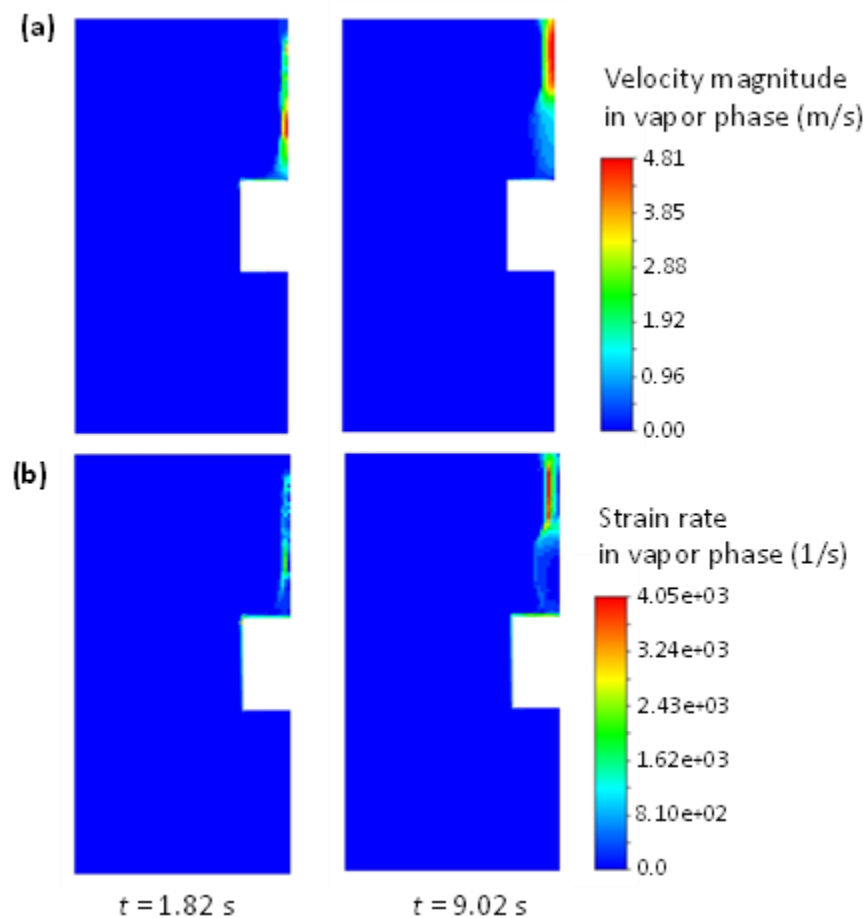 (a)
Velocity magnitude
in vapor phase (m/s)
4.81
3.85
2.88
1.92
0.96
0.00
(b)
Strain rate
in vapor phase (1/s)
4.05e+03
3.24e+03
2.43e+03
1.62e+03
8.10e+02
0.0
t = 1.82 s
t = 9.02 s